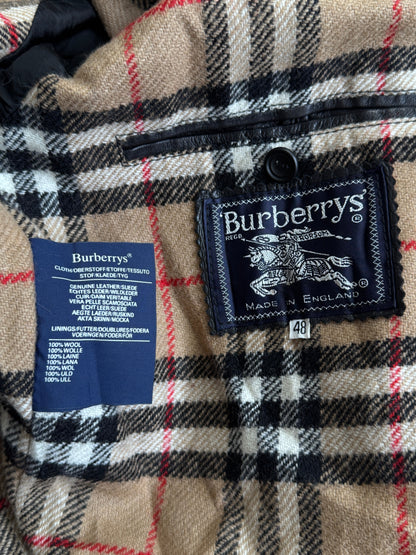 Burberrys®
REGD
PRORSUM
MADE IN ENGLAND
48
Burberrys®
CLOTH/OBERSTOFF/STOFFE/TESSUTO
STOF/KLAEDE/TYG
GENUINE LEATHER/SUEDE
ECHTES LEDER/WILDLEDER
CUIR/DAIM VERITABLE
VERA PELLE SCAMOSCIATA
ECHT LEER/SUEDE
AEGTE LAEDER/RUSKIND
AKTA SKINN/MOCKA
LININGS/FUTTER/DOUBLURES/FODERA
VOERINGEN/FODER/FÖR
100% WOOL
100% WOLLE
100% LAINE
100% LANA
100% WOL
100% ULD
100% ULL